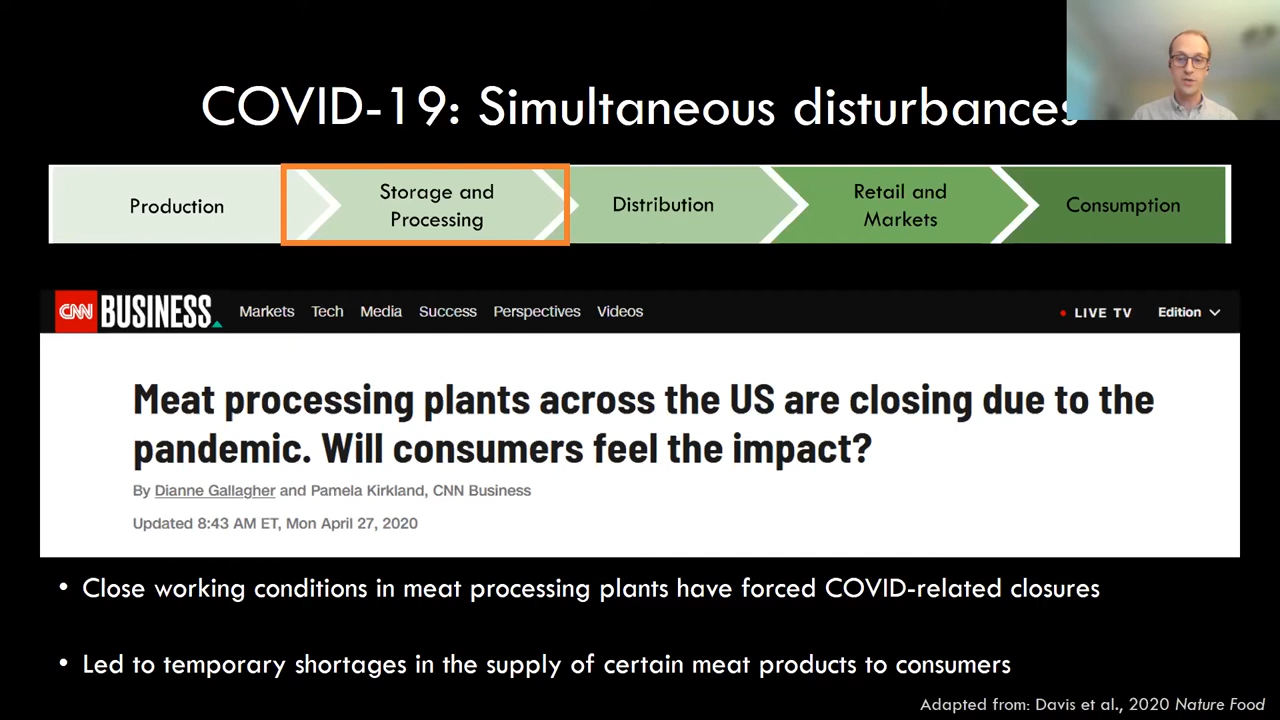 COVID-19: Simultaneous disturbances
Production
Storage and
Processing
Distribution
Retail and
Markets
Consumption
CNN BUSINESS Markets Tech Media Success Perspectives Videos LIVE TV Edition
Meat processing plants across the US are closing due to the
pandemic. Will consumers feel the impact?
By Dianne Gallagher and Pamela Kirkland, CNN Business
Updated 8:43 AM ET, Mon April 27, 2020
• Close working conditions in meat processing plants have forced COVID-related closures
• Led to temporary shortages in the supply of certain meat products to consumers
Adapted from: Davis et al., 2020 Nature Food